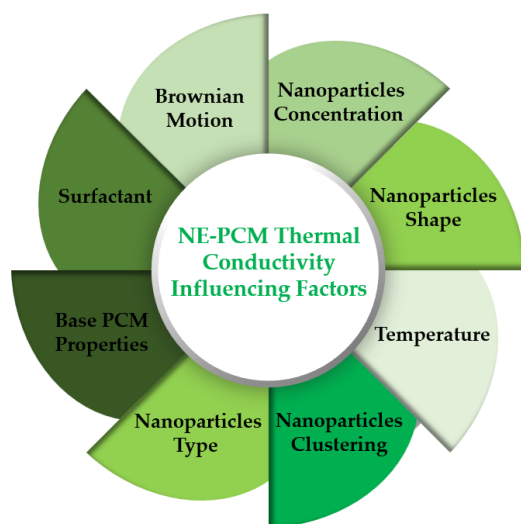 NE-PCM Thermal
Conductivity
Influencing Factors
Nanoparticles
Concentration
Nanoparticles
Shape
Temperature
Nanoparticles
Clustering
Nanoparticles
Type
Base PCM
Properties
Surfactant
Brownian
Motion